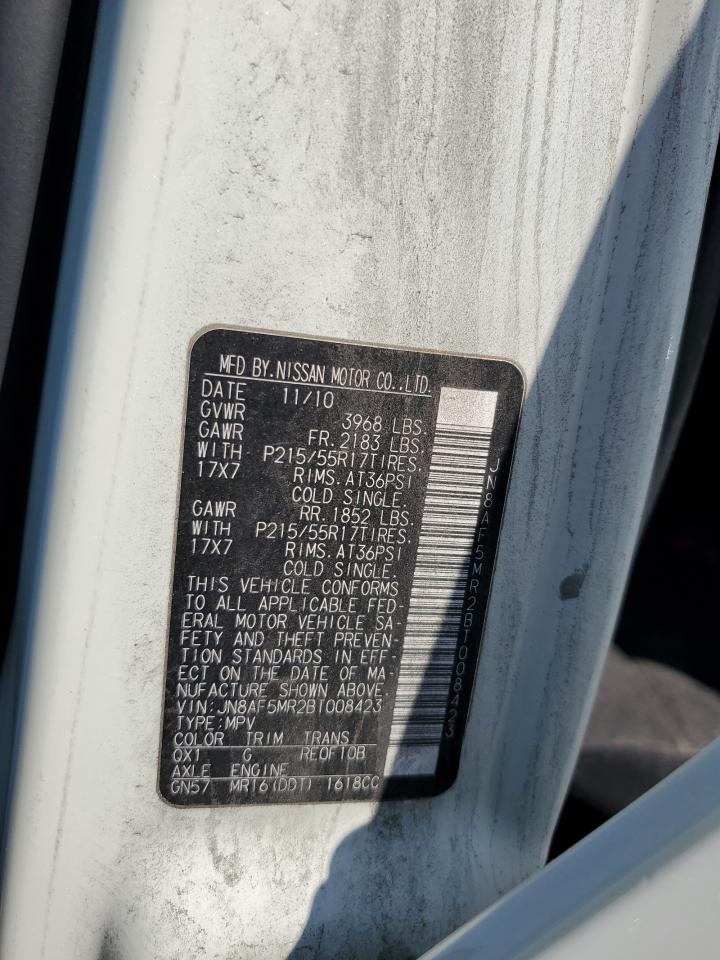 MFD BY.NISSAN MOTOR CO.,LTD.
DATE 11/10
GVWR 3968 LBS.
GAWR FR. 2183 LBS.
WITH P215/55R17TIRES.
17X7 RIMS.AT36PSI
COLD SINGLE.
GAWR RR. 1852 LBS.
WITH P215/55R17TIRES.
17X7 RIMS.AT36PSI
COLD SINGLE.
THIS VEHICLE CONFORMS
TO ALL APPLICABLE FED-
ERAL MOTOR VEHICLE SA-
FETY AND THEFT PREVEN-
TION STANDARDS IN EFF-
ECT ON THE DATE OF MA-
NUFACTURE SHOWN ABOVE.
VIN:JN8AF5MR2BT008423
TYPE:MPV
COLOR TRIM TRANS
QX1 G RE0F10B
AXLE ENGINE
GN57 MR16(DDT) 1618CC
JN8AF5MR2BT008423